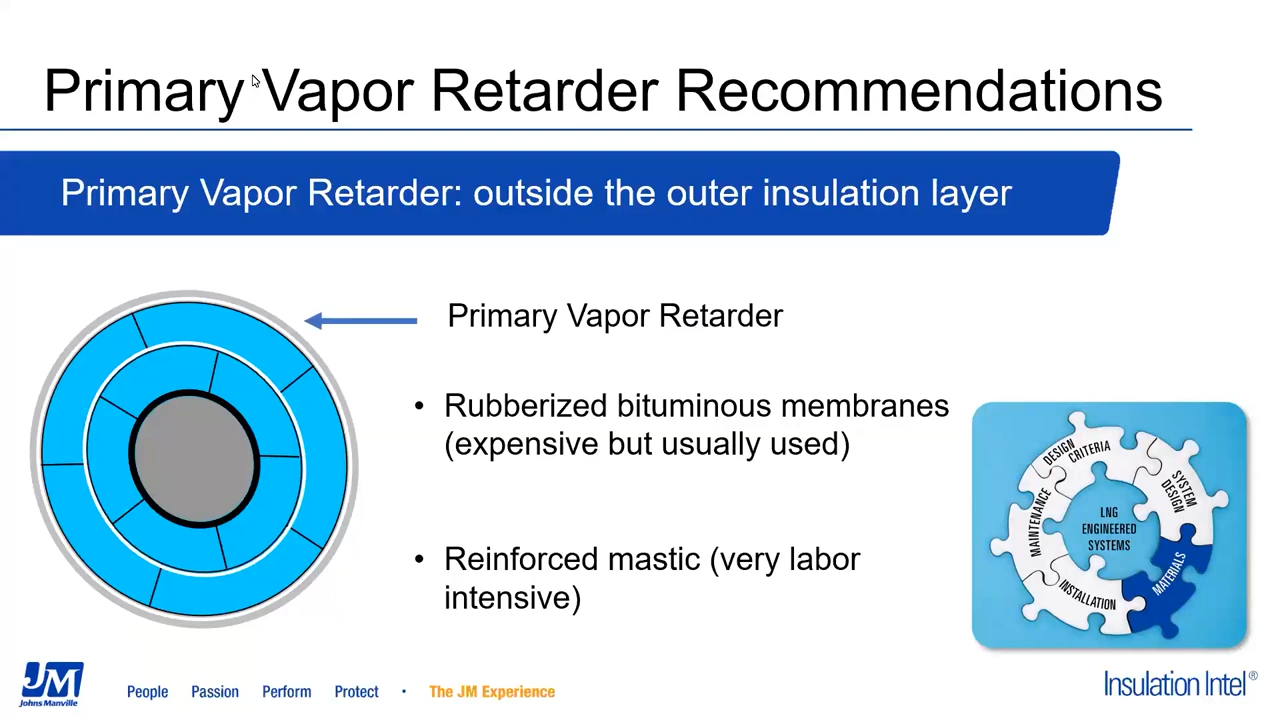 Primary Vapor Retarder Recommendations
Primary Vapor Retarder: outside the outer insulation layer
Primary Vapor Retarder
• Rubberized bituminous membranes
(expensive but usually used)
• Reinforced mastic (very labor
intensive)
DESIGN
CRITERIA
SYSTEM
DESIGN
MATERIALS
INSTALLATION
MAINTENANCE
LNG
ENGINEERED
SYSTEMS
JM
Johns Manville
People Passion Perform Protect • The JM Experience
Insulation Intel®